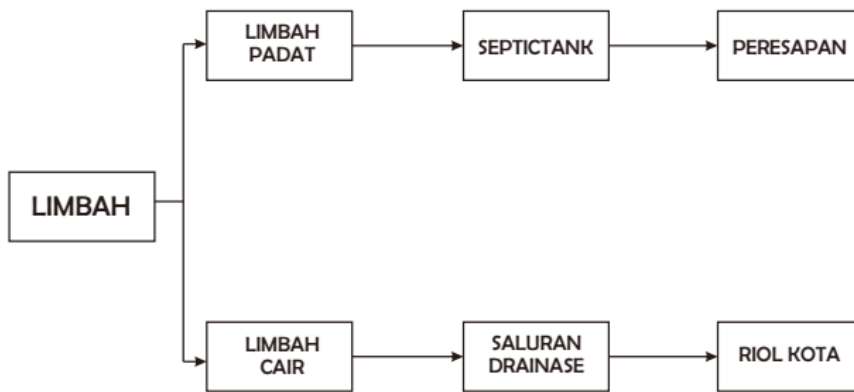 LIMBAH
PADAT
SEPTICTANK
PERESAPAN
LIMBAH
LIMBAH
CAIR
SALURAN
DRAINASE
RIOL KOTA